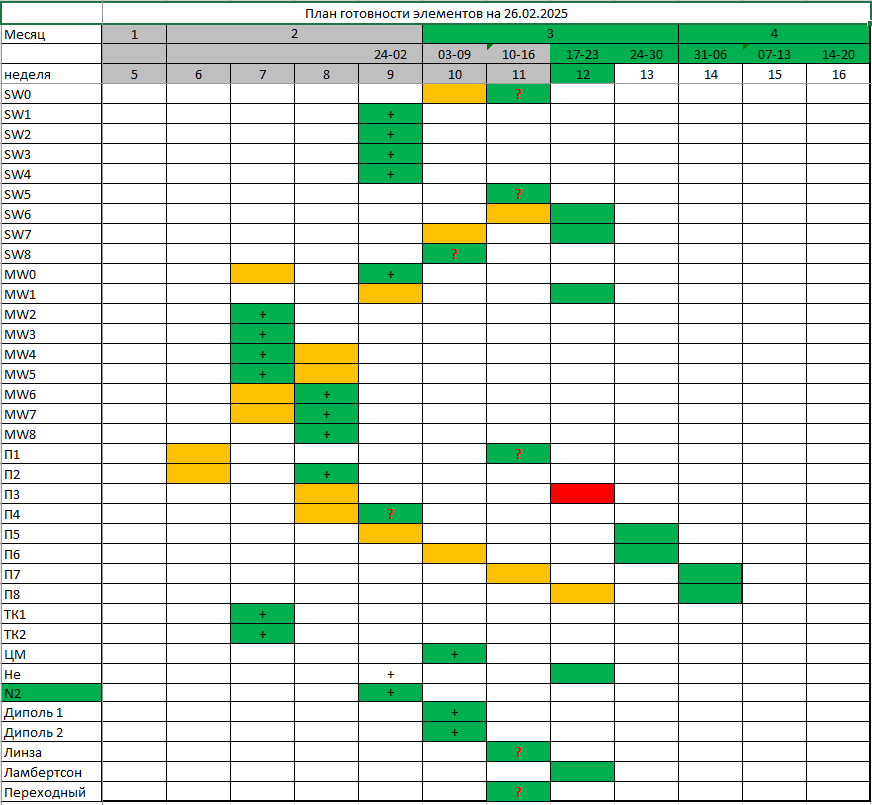 План готовности элементов на 26.02.2025
Месяц 1 2 3 4
24-02 03-09 10-16 17-23 24-30 31-06 07-13 14-20
неделя 5 6 7 8 9 10 11 12 13 14 15 16
SW0 ?
SW1 +
SW2 +
SW3 +
SW4 +
SW5 ?
SW6
SW7
SW8 ?
MW0 +
MW1
MW2 +
MW3 +
MW4 +
MW5 +
MW6 +
MW7 +
MW8 +
П1 ?
П2 +
П3
П4 ?
П5
П6
П7
П8
ТК1 +
ТК2 +
ЦМ +
Не +
N2 +
Диполь 1 +
Диполь 2 +
Линза ?
Ламбертсон
Переходный ?